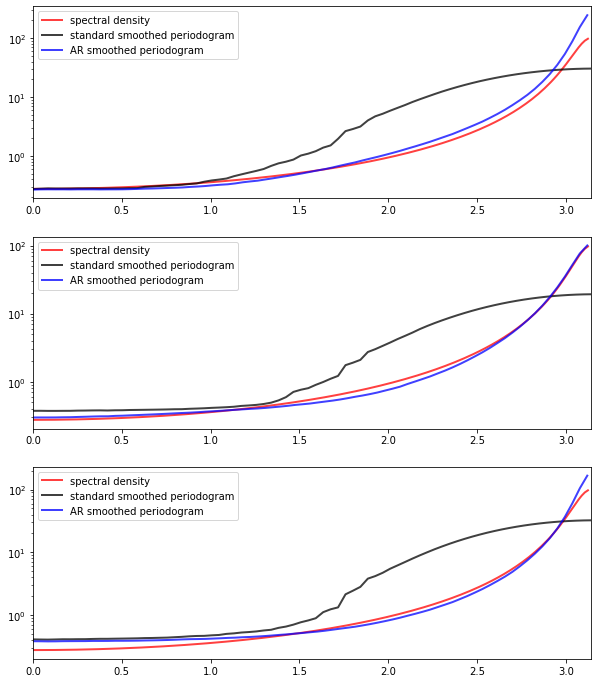 10²
10¹
10⁰
spectral density
standard smoothed periodogram
AR smoothed periodogram
0.0 0.5 1.0 1.5 2.0 2.5 3.0
10²
10¹
10⁰
spectral density
standard smoothed periodogram
AR smoothed periodogram
0.0 0.5 1.0 1.5 2.0 2.5 3.0
10²
10¹
10⁰
spectral density
standard smoothed periodogram
AR smoothed periodogram
0.0 0.5 1.0 1.5 2.0 2.5 3.0